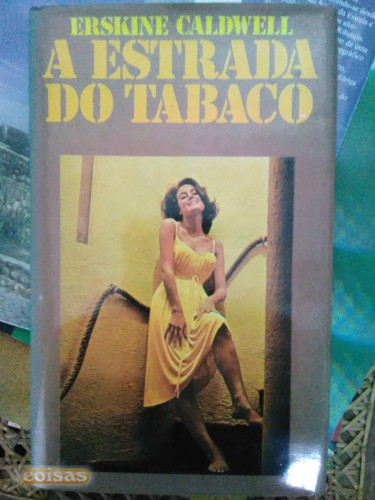 ERSKINE CALDWELL
A ESTRADA
DO TABACO
coisas